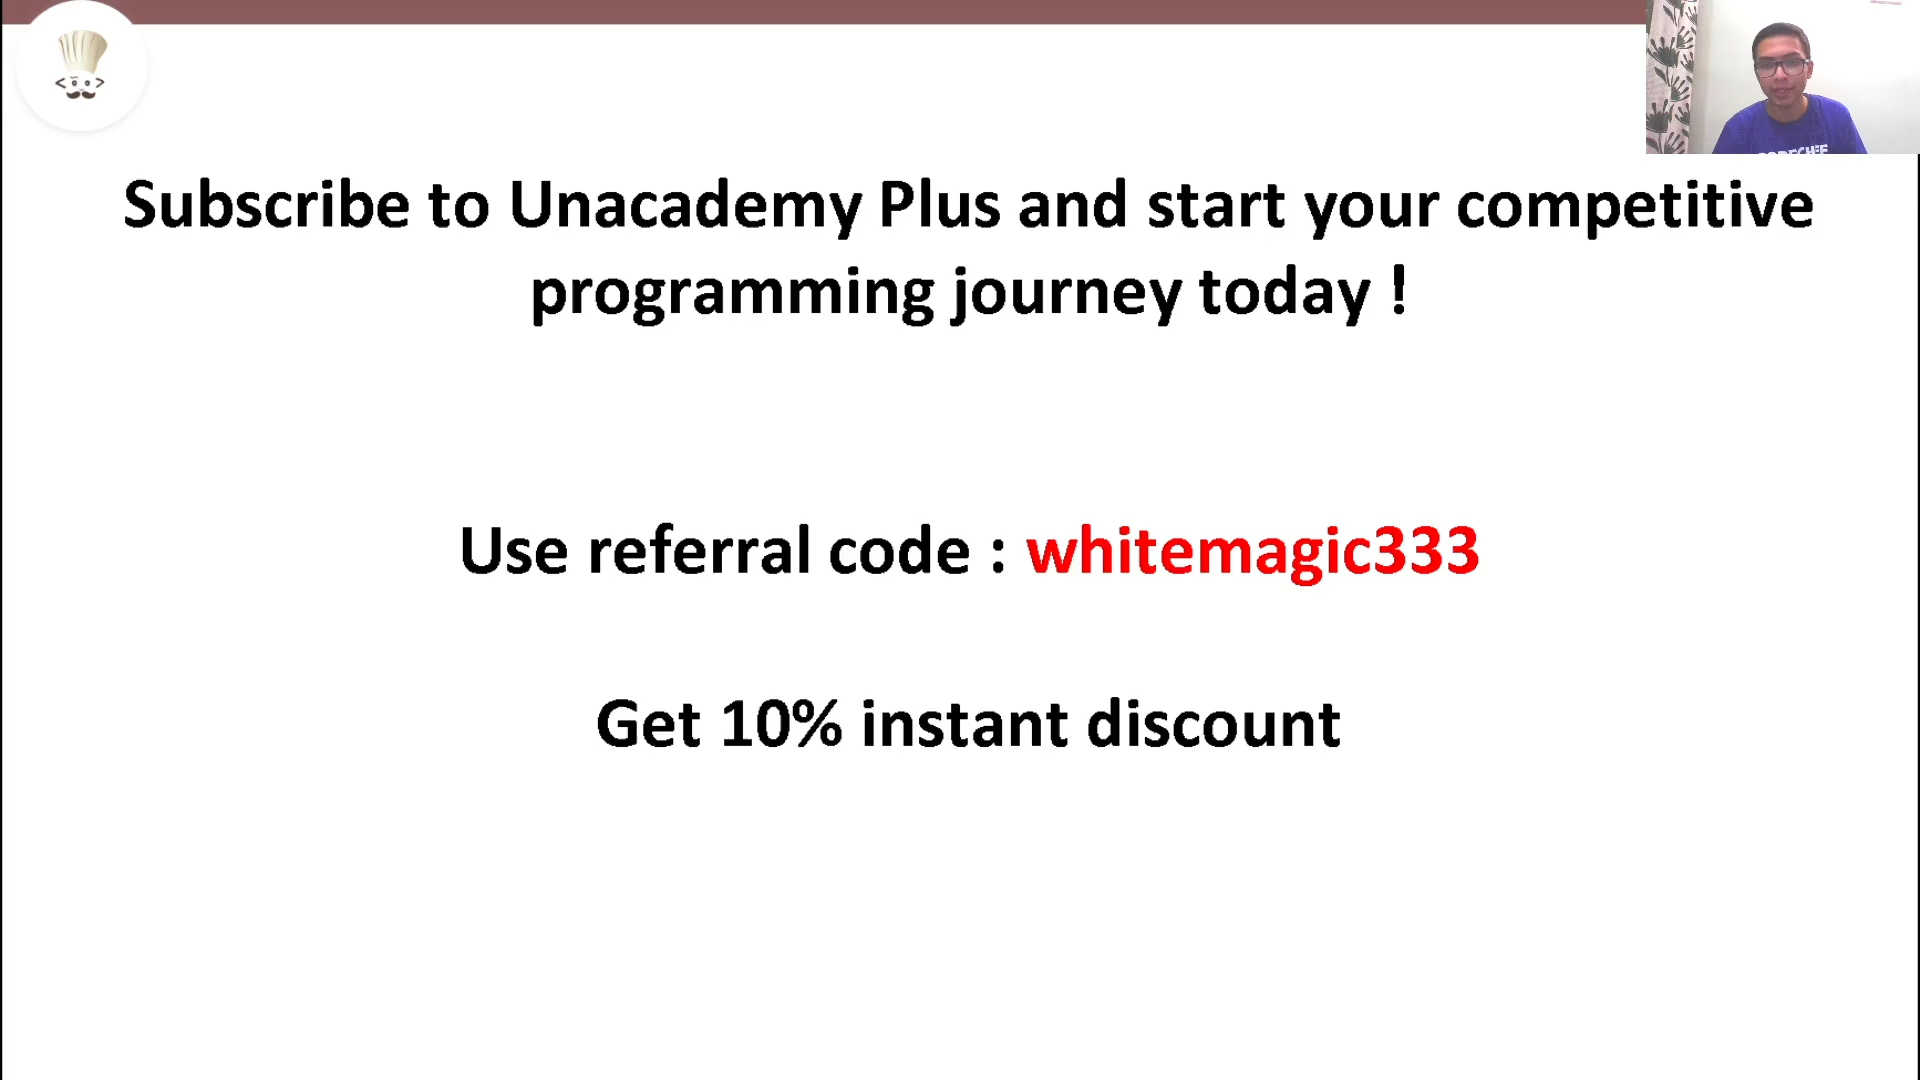 Subscribe to Unacademy Plus and start your competitive
programming journey today !
Use referral code : whitemagic333
Get 10% instant discount
CODECHEF